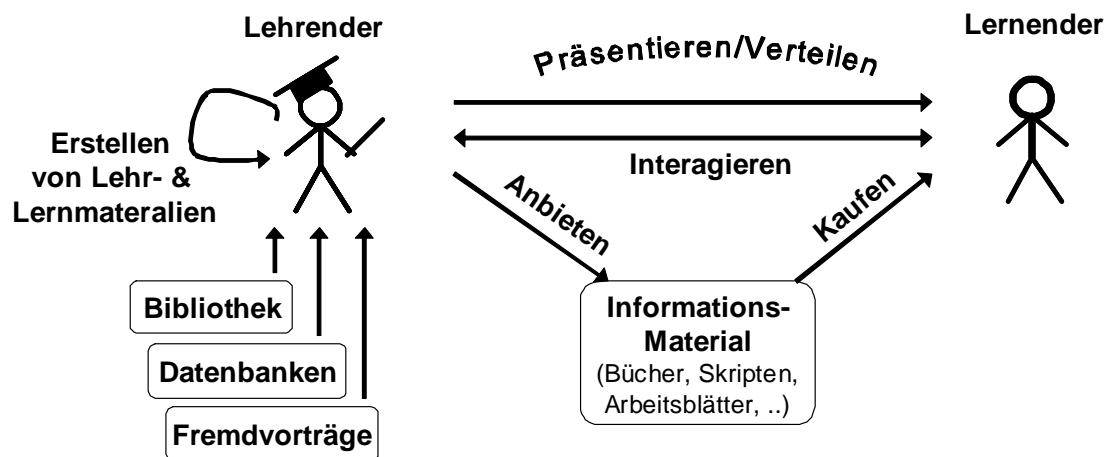 Lehrender
Lernender
Präsentieren/Verteilen
Interagieren
Erstellen
von Lehr- &
Lernmateralien
Anbieten
Kaufen
Bibliothek
Datenbanken
Fremdvorträge
Informations-
Material
(Bücher, Skripten,
Arbeitsblätter, ..)